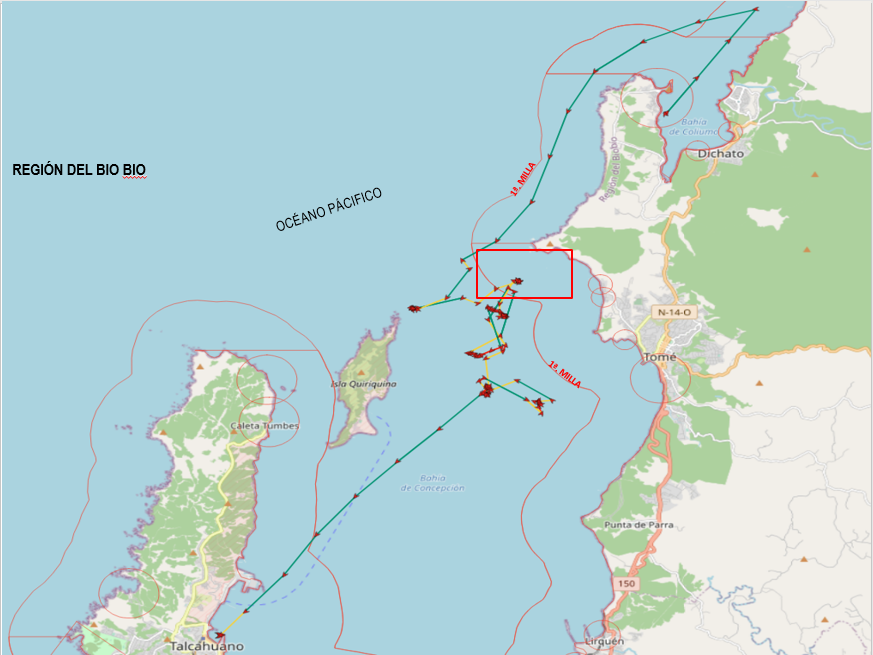 Bahía
de Coliumo
Dichato
REGIÓN DEL BIO BIO
Región del Biobío
1ª. MILLA
OCÉANO PÀCIFICO
N-14-O
Tomé
1ª. MILLA
Isla Quiriquina
Caleta Tumbes
Bahía
de Concepción
Punta de Parra
150
Lirquén
Talcahuano